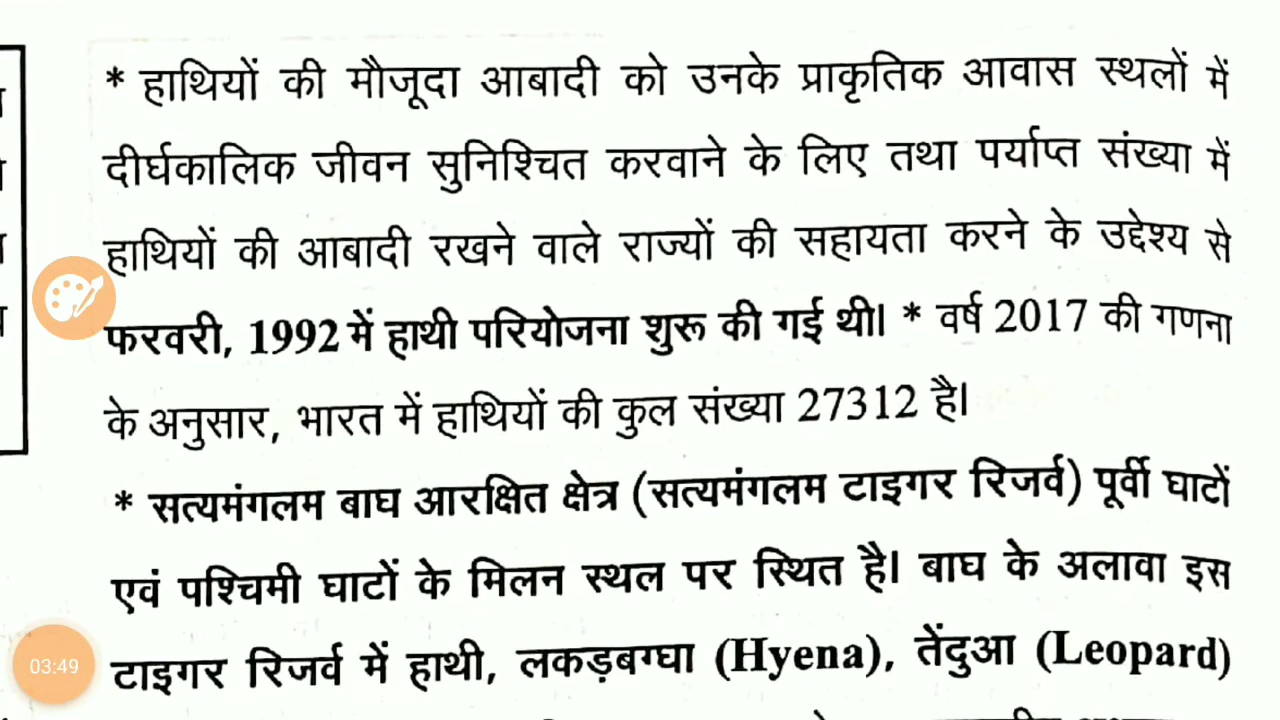 * हाथियों की मौजूदा आबादी को उनके प्राकृतिक आवास स्थलों में
दीर्घकालिक जीवन सुनिश्चित करवाने के लिए तथा पर्याप्त संख्या में
हाथियों की आबादी रखने वाले राज्यों की सहायता करने के उद्देश्य से
फरवरी, 1992 में हाथी परियोजना शुरू की गई थी। * वर्ष 2017 की गणना
के अनुसार, भारत में हाथियों की कुल संख्या 27312 है।
* सत्यमंगलम बाघ आरक्षित क्षेत्र (सत्यमंगलम टाइगर रिजर्व) पूर्वी घाटों
एवं पश्चिमी घाटों के मिलन स्थल पर स्थित है। बाघ के अलावा इस
03:49
टाइगर रिजर्व में हाथी, लकड़बग्घा (Hyena), तेंदुआ (Leopard)